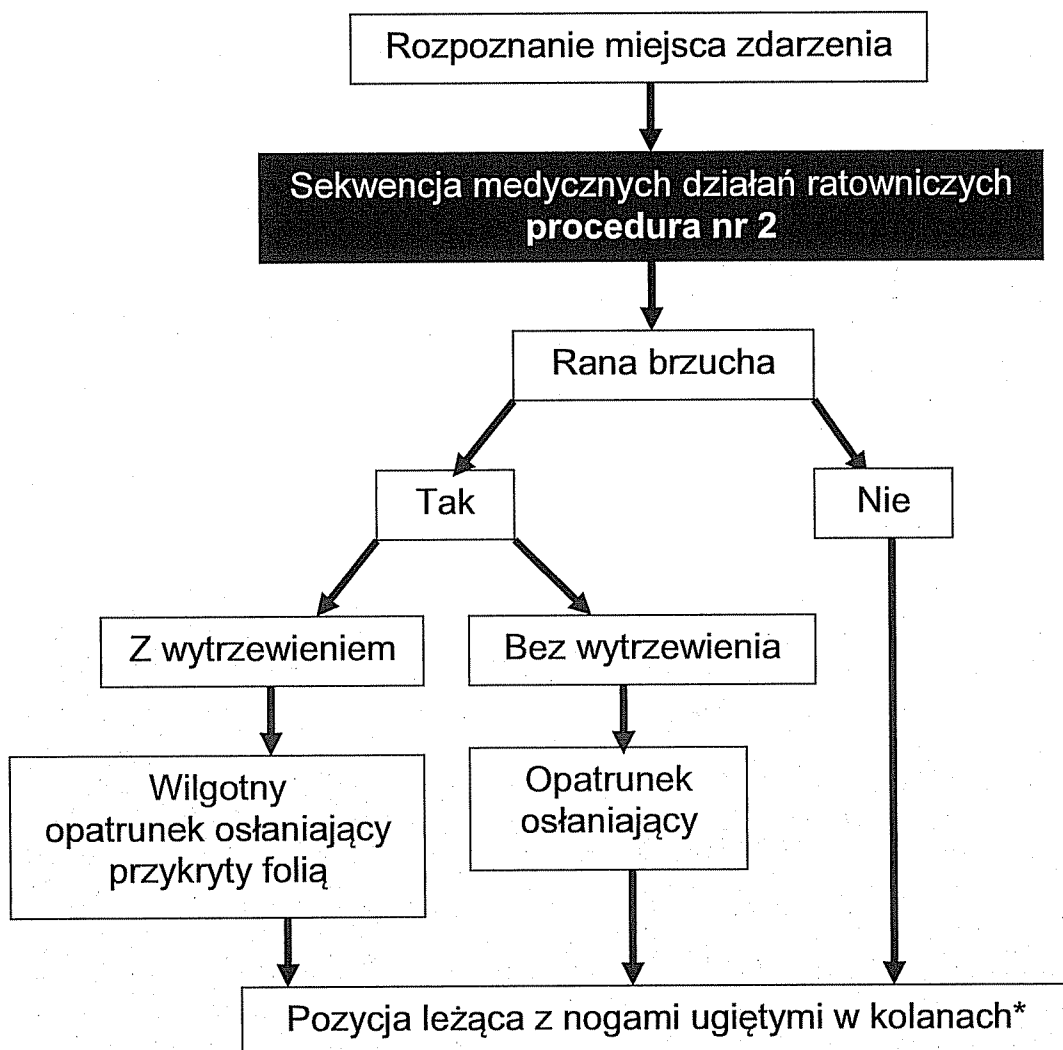 Rozpoznanie miejsca zdarzenia
Sekwencja medycznych działań ratowniczych
procedura nr 2
Rana brzucha
Tak
Nie
Z wytrzewieniem
Bez wytrzewienia
Wilgotny
opatrunek osłaniający
przykryty folią
Opatrunek
osłaniający
Pozycja leżąca z nogami ugiętymi w kolanach*